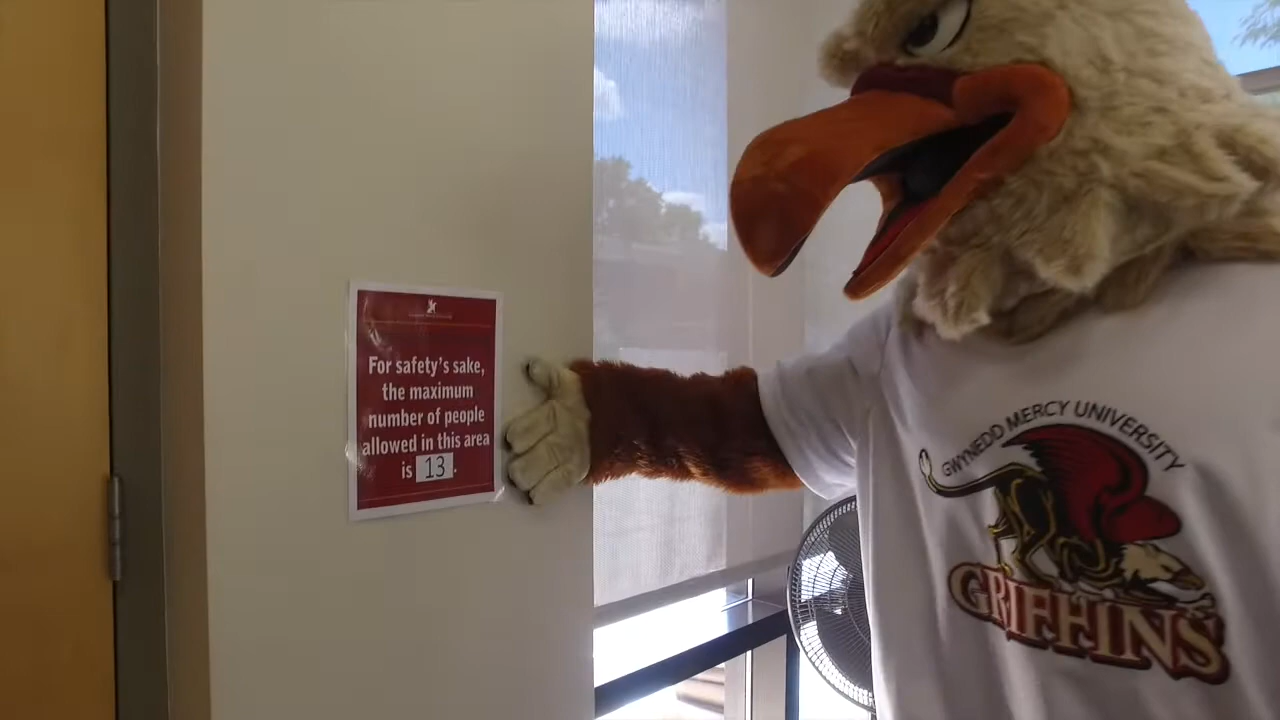 For safety's sake,
the maximum
number of people
allowed in this area
is 13.
GWYNEDD MERCY UNIVERSITY
GRIFFINS